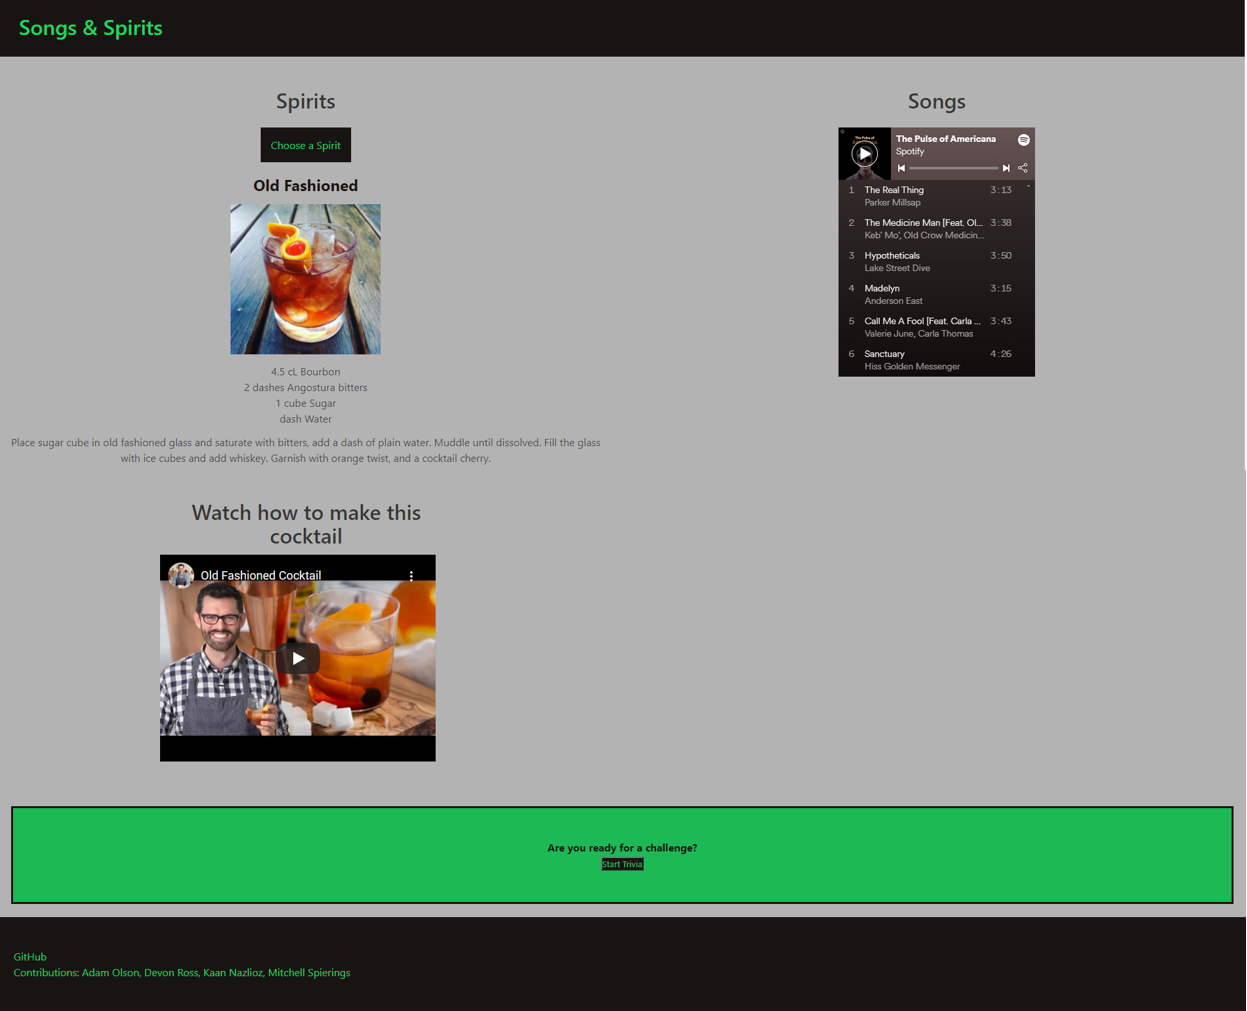 Songs & Spirits
Spirits
Choose a Spirit
Old Fashioned
4.5 cL Bourbon
2 dashes Angostura bitters
1 cube Sugar
dash Water
Place sugar cube in old fashioned glass and saturate with bitters, add a dash of plain water. Muddle until dissolved. Fill the glass
with ice cubes and add whiskey. Garnish with orange twist, and a cocktail cherry.
Watch how to make this
cocktail
Old Fashioned Cocktail
Songs
The Pulse of
The Pulse of Americana
Spotify
1 The Real Thing 3:13
Parker Millsap
2 The Medicine Man [Feat. Ol... 3:38
Keb' Mo', Old Crow Medicin...
3 Hypotheticals 3:50
Lake Street Dive
4 Madelyn 3:15
Anderson East
5 Call Me A Fool [Feat. Carla ... 3:43
Valerie June, Carla Thomas
6 Sanctuary 4:26
Hiss Golden Messenger
Are you ready for a challenge?
Start Trivia
GitHub
Contributions: Adam Olson, Devon Ross, Kaan Nazlioz, Mitchell Spierings